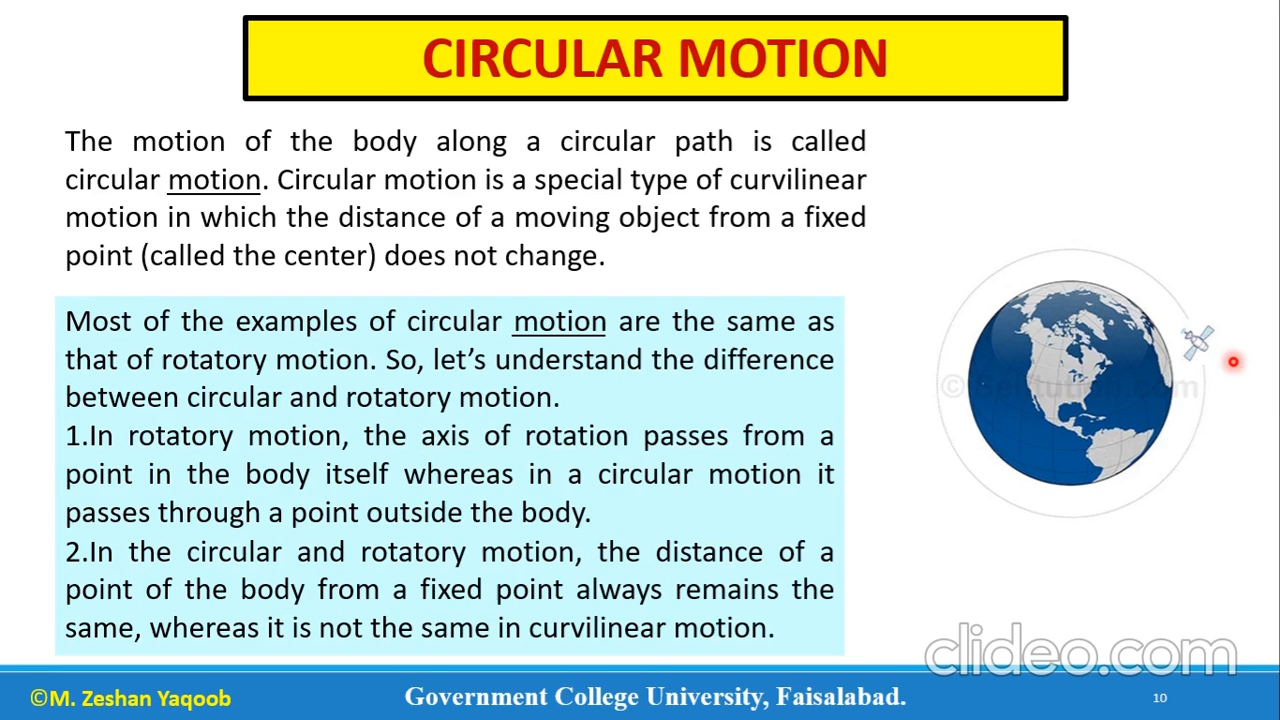 CIRCULAR MOTION
The motion of the body along a circular path is called
circular motion. Circular motion is a special type of curvilinear
motion in which the distance of a moving object from a fixed
point (called the center) does not change.
Most of the examples of circular motion are the same as
that of rotatory motion. So, let’s understand the difference
between circular and rotatory motion.
1.In rotatory motion, the axis of rotation passes from a
point in the body itself whereas in a circular motion it
passes through a point outside the body.
2.In the circular and rotatory motion, the distance of a
point of the body from a fixed point always remains the
same, whereas it is not the same in curvilinear motion.
clideo.com
©M. Zeshan Yaqoob
Government College University, Faisalabad.
10